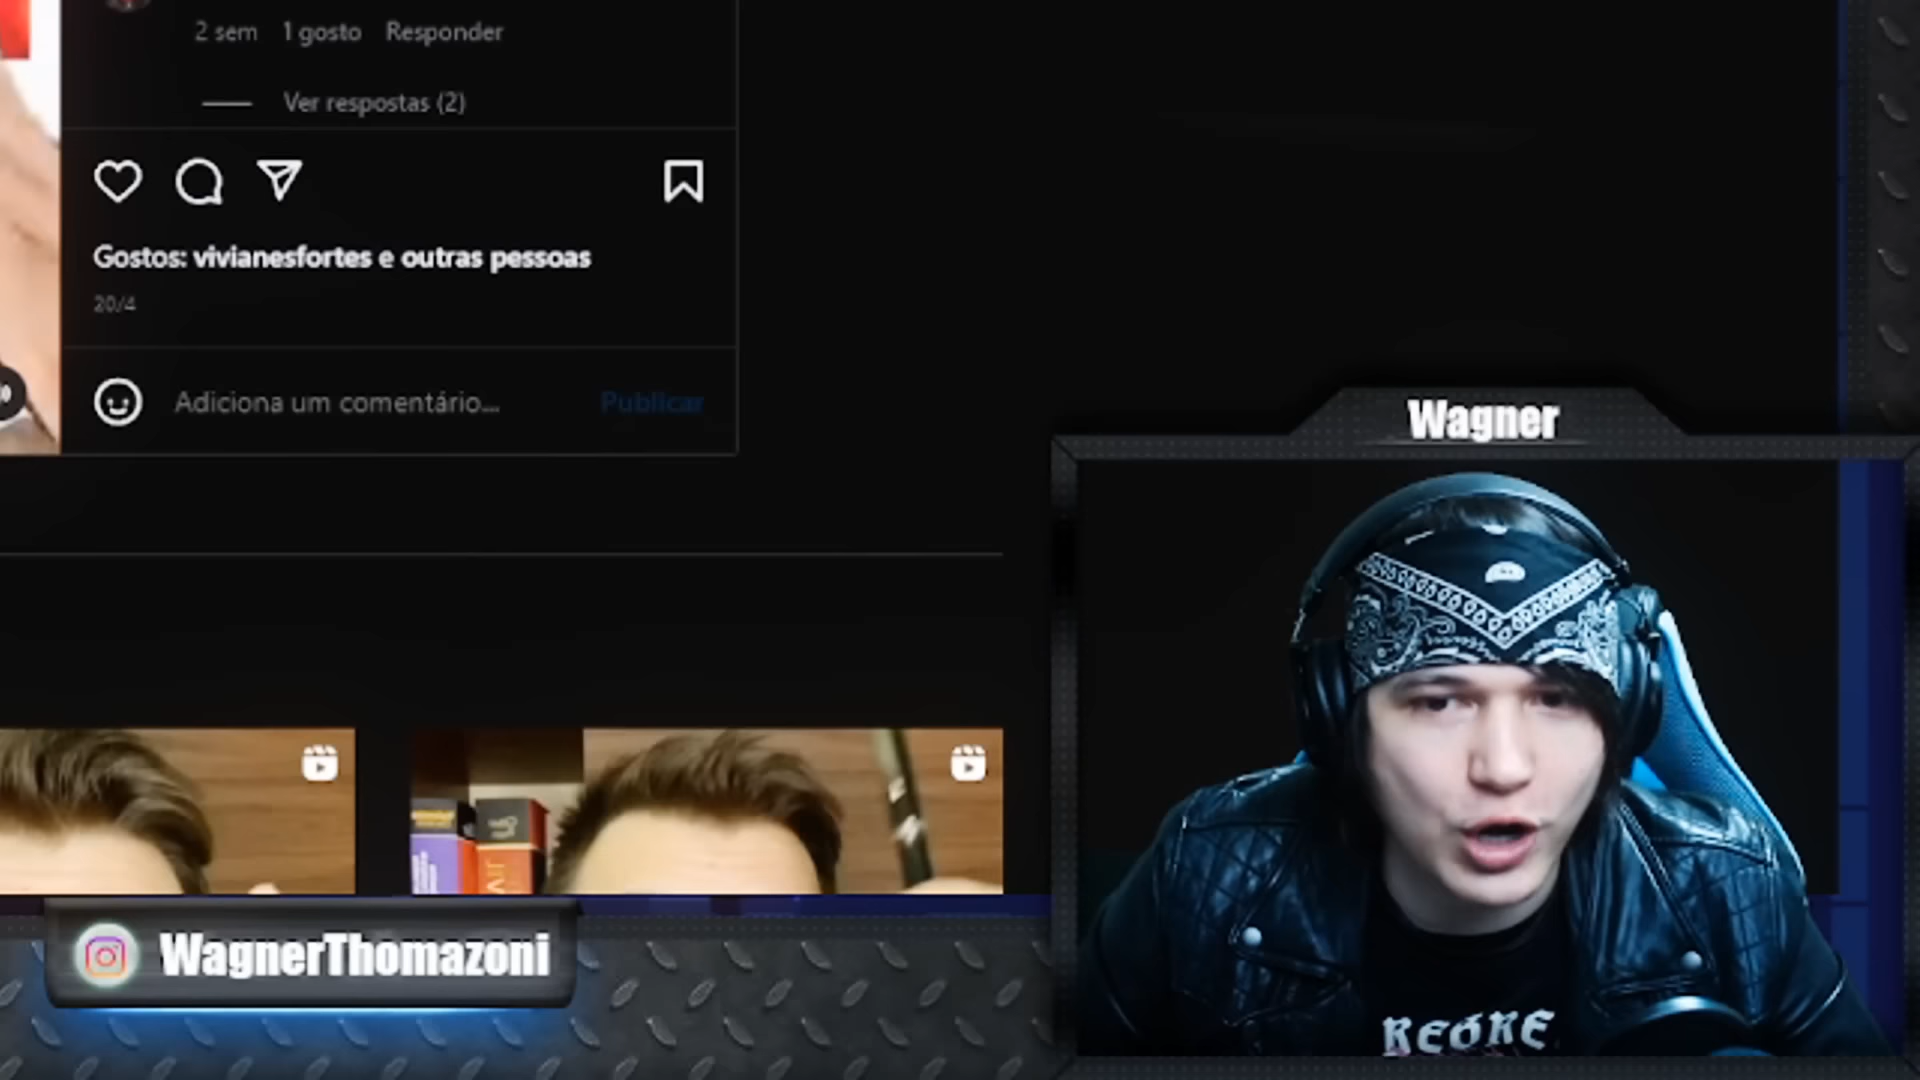 2 sem 1 gosto Responder
Ver respostas (2)
Gostos: vivianesfortes e outras pessoas
20/4
Adiciona um comentário... Publicar
Wagner
WagnerThomazoni